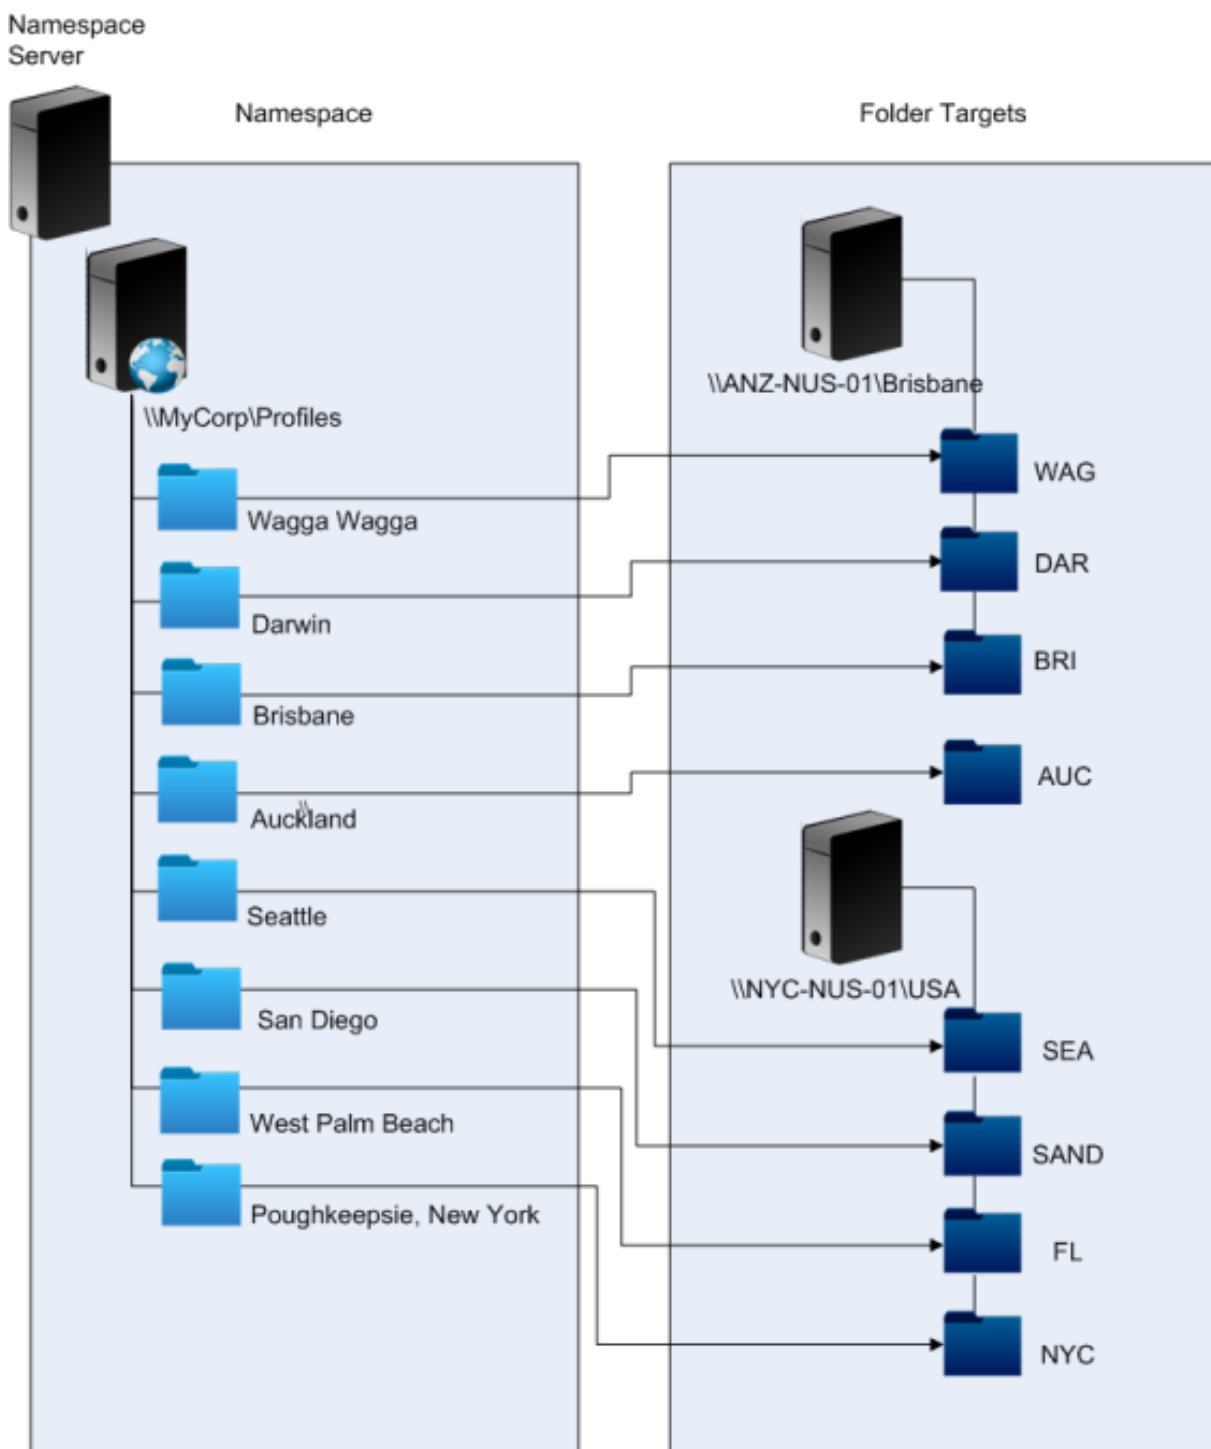 Namespace
Server
Namespace
Folder Targets
\\ANZ-NUS-01\Brisbane
\\MyCorp\Profiles
WAG
Wagga Wagga
DAR
Darwin
BRI
Brisbane
AUC
\\
Auckland
Seattle
\\NYC-NUS-01\USA
San Diego
SEA
West Palm Beach
SAND
Poughkeepsie, New York
FL
NYC